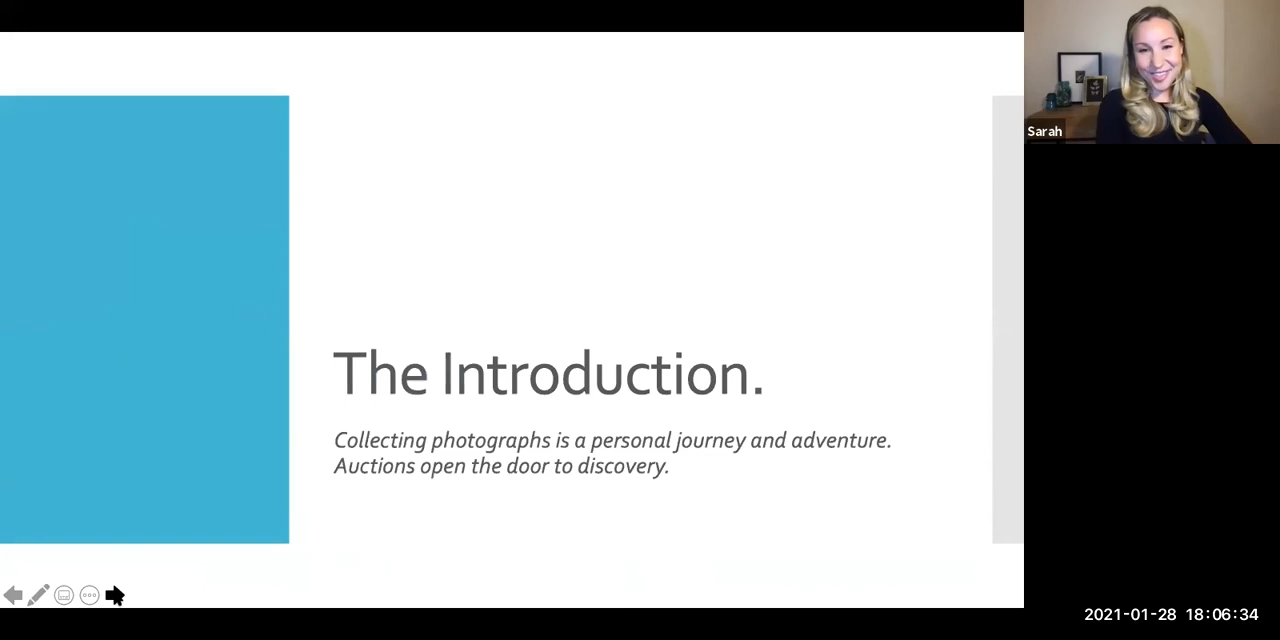 Sarah
The Introduction.
Collecting photographs is a personal journey and adventure.
Auctions open the door to discovery.
2021-01-28 18:06:34